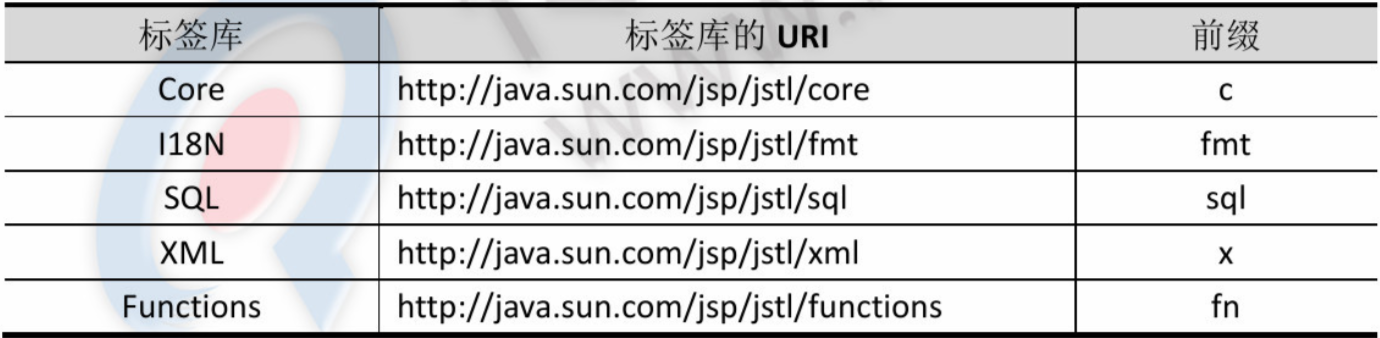 标签库 标签库的 URI 前缀
Core http://java.sun.com/jsp/jstl/core c
I18N http://java.sun.com/jsp/jstl/fmt fmt
SQL http://java.sun.com/jsp/jstl/sql sql
XML http://java.sun.com/jsp/jstl/xml x
Functions http://java.sun.com/jsp/jstl/functions fn